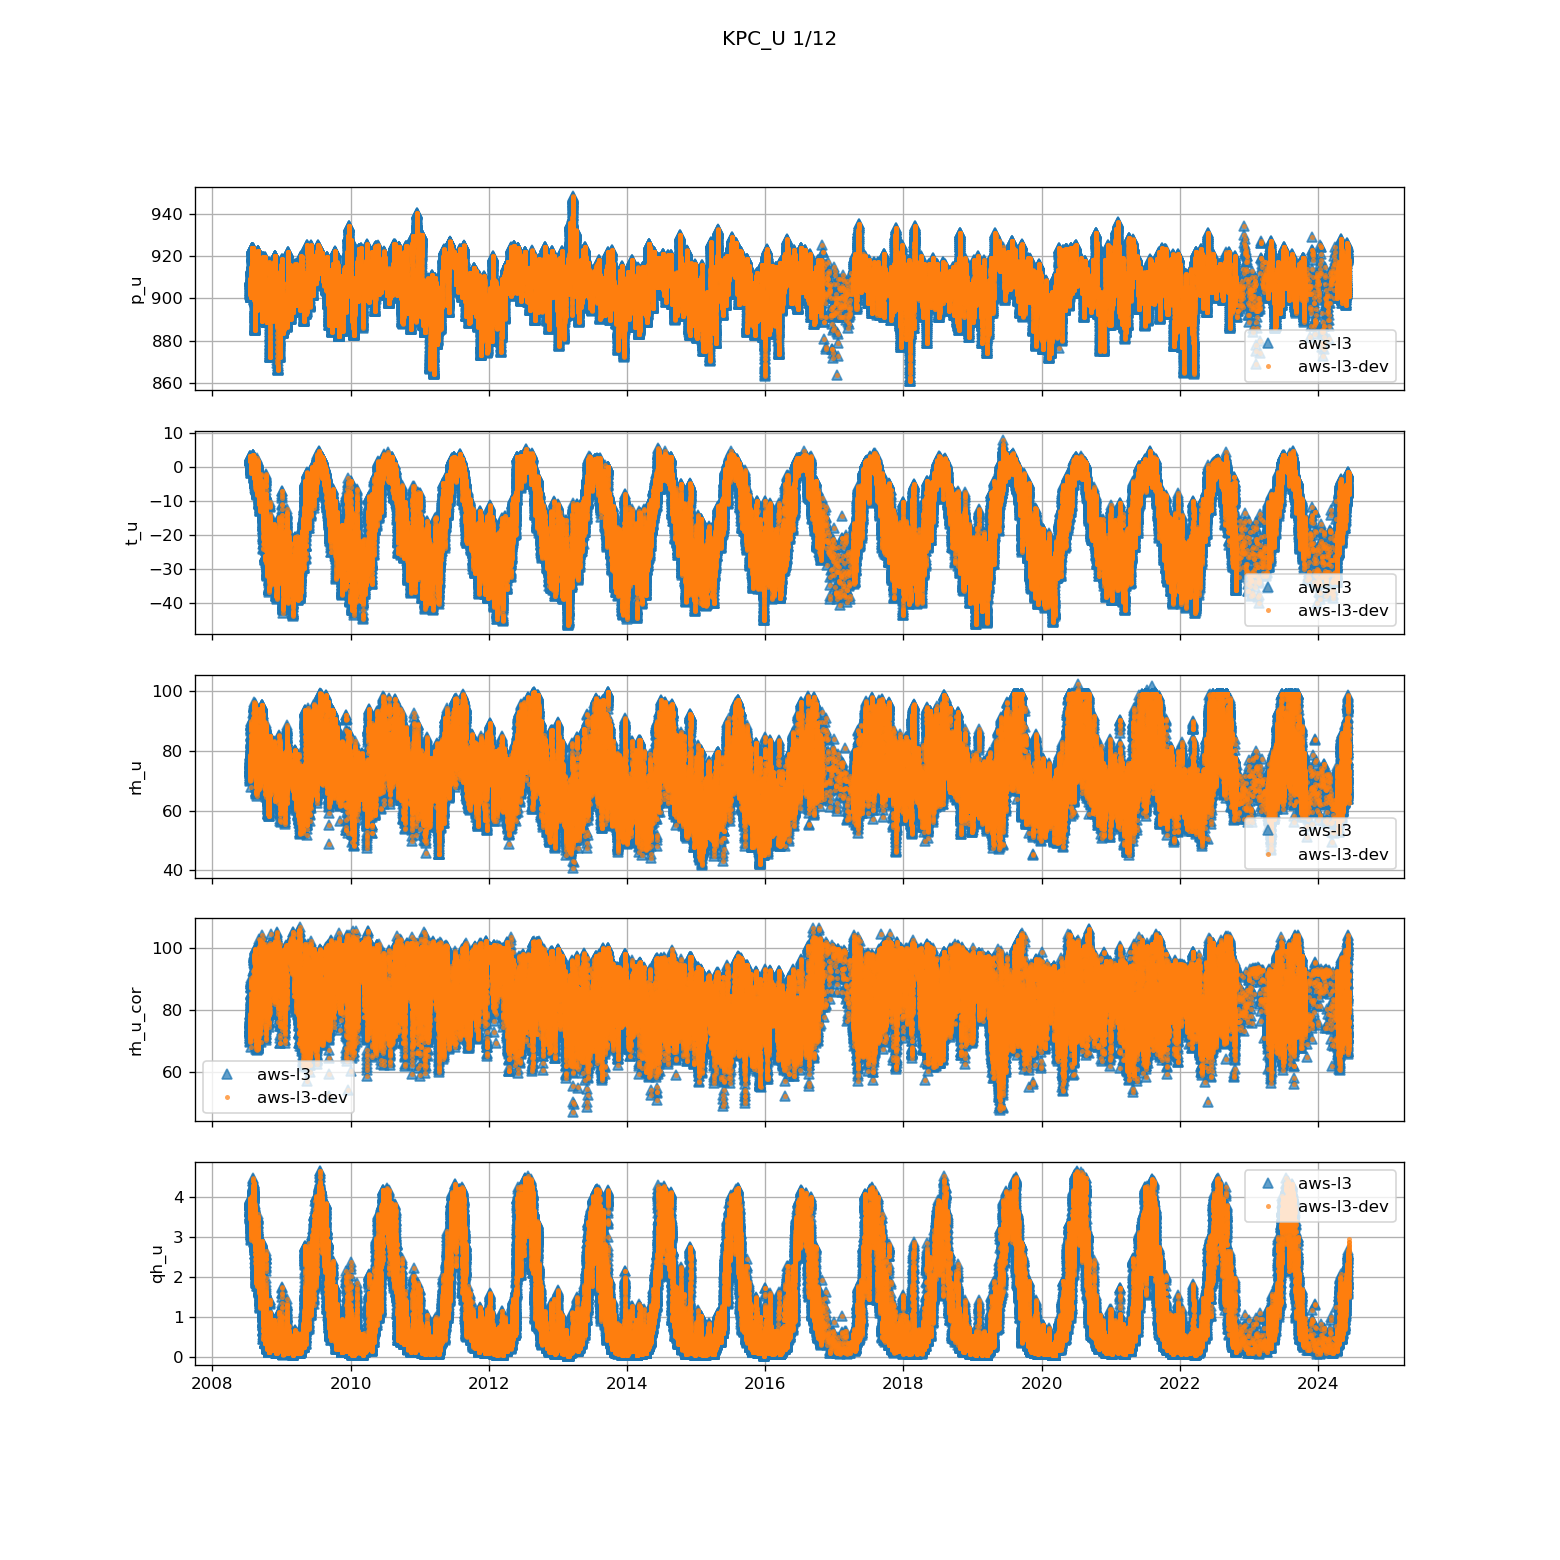 KPC_U 1/12
940
920
900
880
860
p_u
aws-l3
aws-l3-dev
10
0
−10
−20
−30
−40
t_u
aws-l3
aws-l3-dev
100
80
60
40
rh_u
aws-l3
aws-l3-dev
100
80
60
rh_u_cor
aws-l3
aws-l3-dev
4
3
2
1
0
qh_u
aws-l3
aws-l3-dev
2008 2010 2012 2014 2016 2018 2020 2022 2024